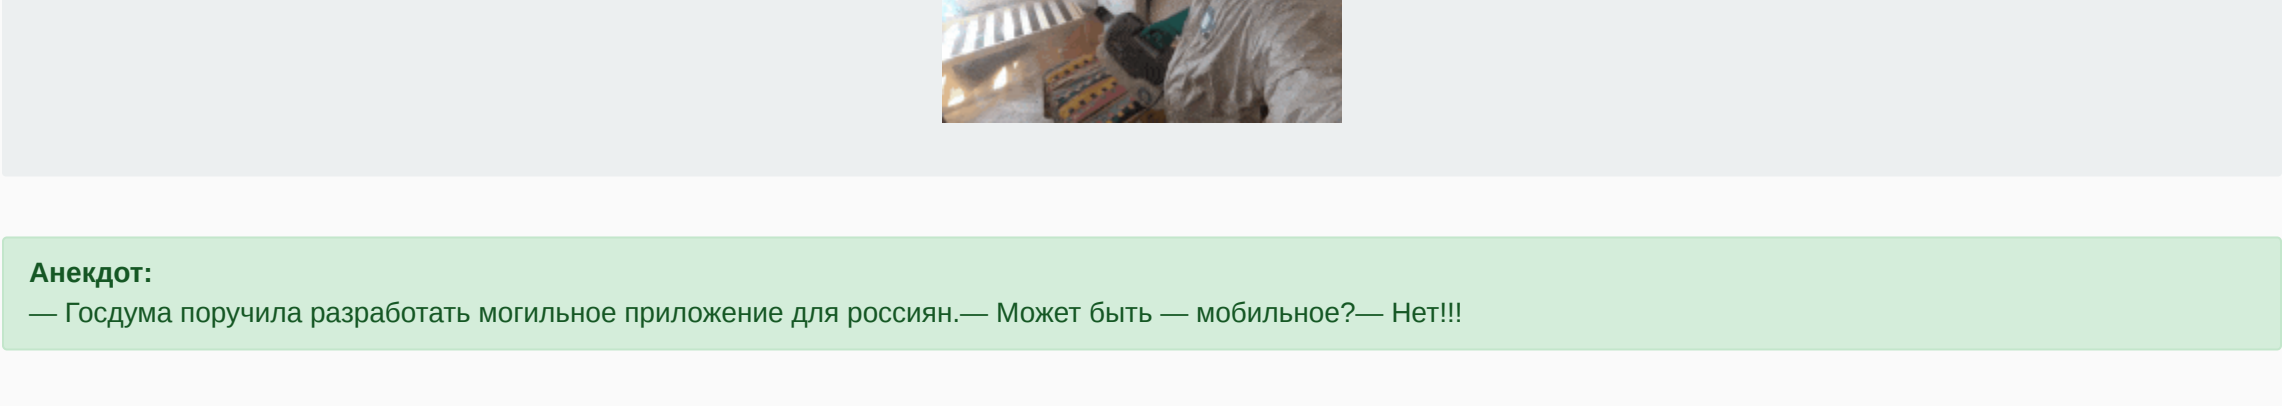 Анекдот:
— Госдума поручила разработать могильное приложение для россиян.— Может быть — мобильное?— Нет!!!